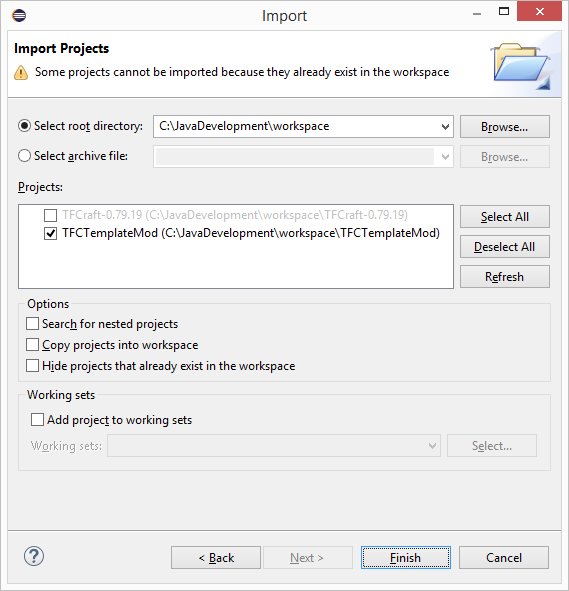 Import
Import Projects
Some projects cannot be imported because they already exist in the workspace
Select root directory: C:\JavaDevelopment\workspace Browse...
Select archive file: Browse...
Projects:
TFCraft-0.79.19 (C:\JavaDevelopment\workspace\TFCraft-0.79.19)
TFCTemplateMod (C:\JavaDevelopment\workspace\TFCTemplateMod)
Select All
Deselect All
Refresh
Options
Search for nested projects
Copy projects into workspace
Hide projects that already exist in the workspace
Working sets
Add project to working sets
Working sets: Select...
? < Back Next > Finish Cancel